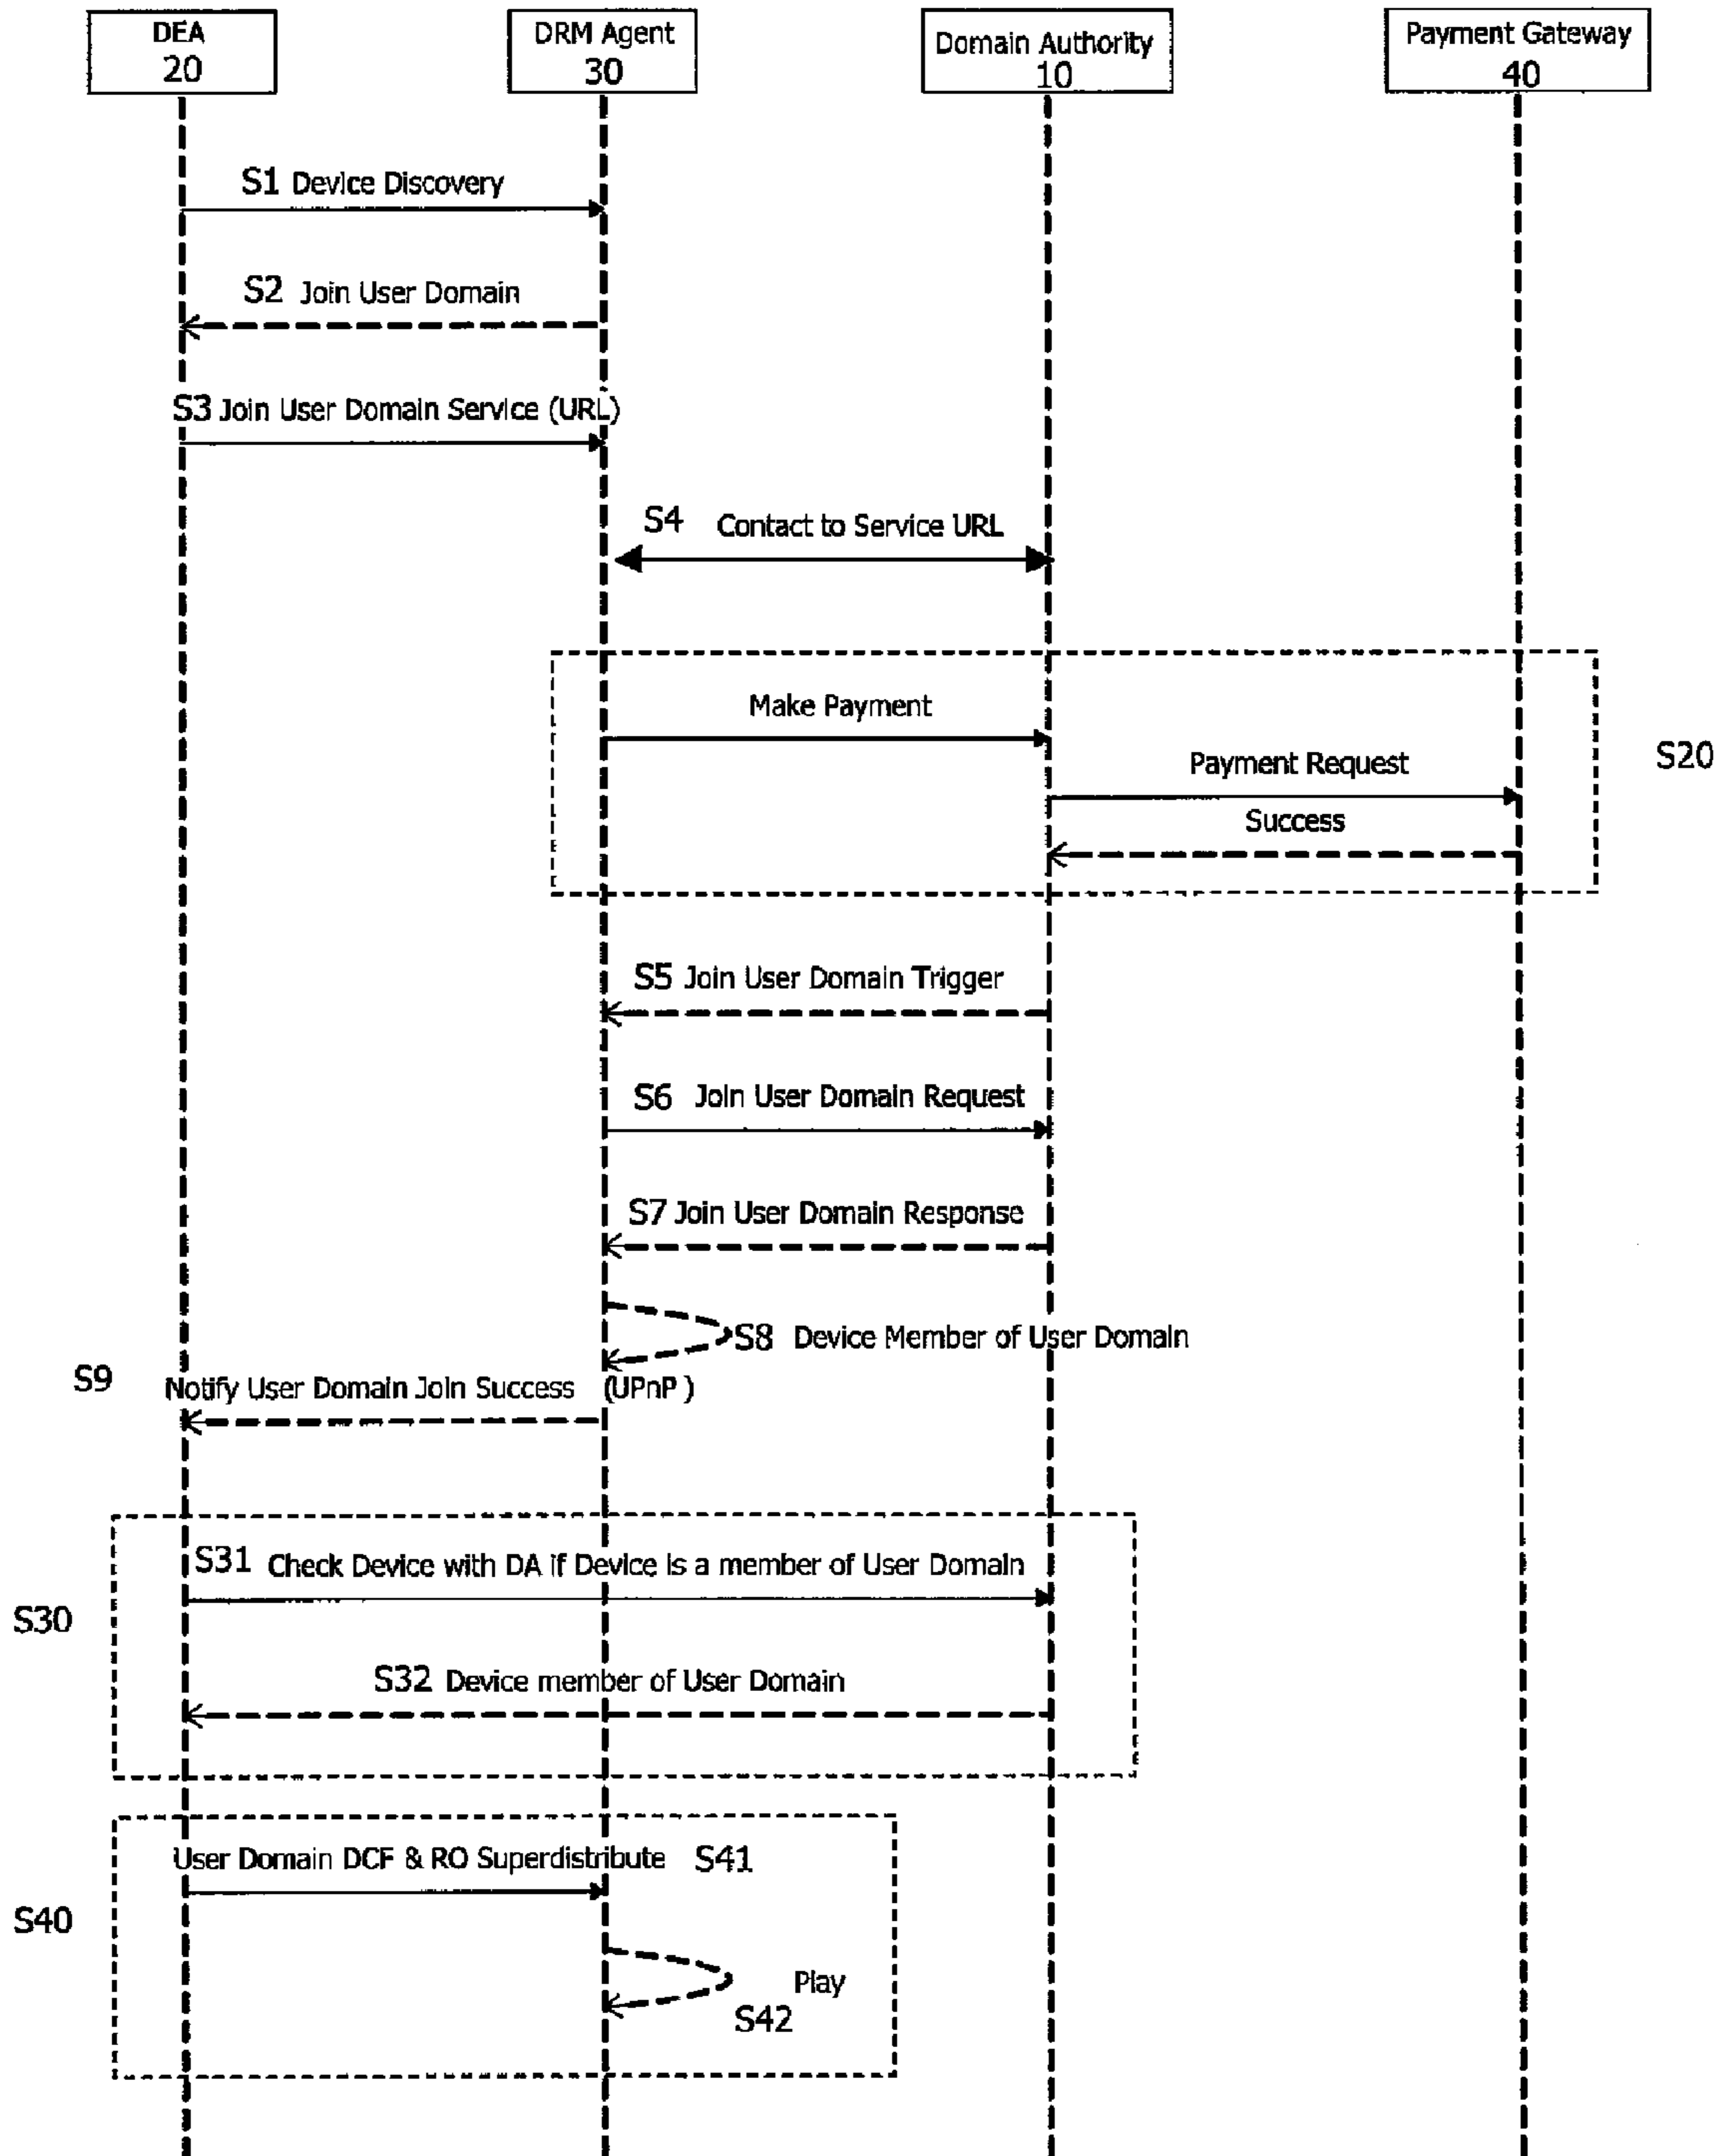 DEA
20
DRM Agent
30
Domain Authority
10
Payment Gateway
40
S1 Device Discovery
S2 Join User Domain
S3 Join User Domain Service (URL)
S4 Contact to Service URL
Make Payment
Payment Request
S20
Success
S5 Join User Domain Trigger
S6 Join User Domain Request
S7 Join User Domain Response
S8 Device Member of User Domain
S9 Notify User Domain Join Success (UPnP )
S31 Check Device with DA if Device is a member of User Domain
S30
S32 Device member of User Domain
User Domain DCF & RO Superdistribute S41
S40
Play
S42